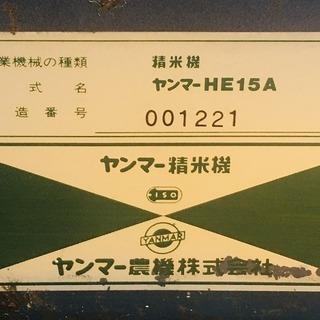 業機械の種類 精米機
式名 ヤンマーHE15A
造番号 001221
ヤンマー精米機
ISO
YANMAR
ヤンマー農機株式会社